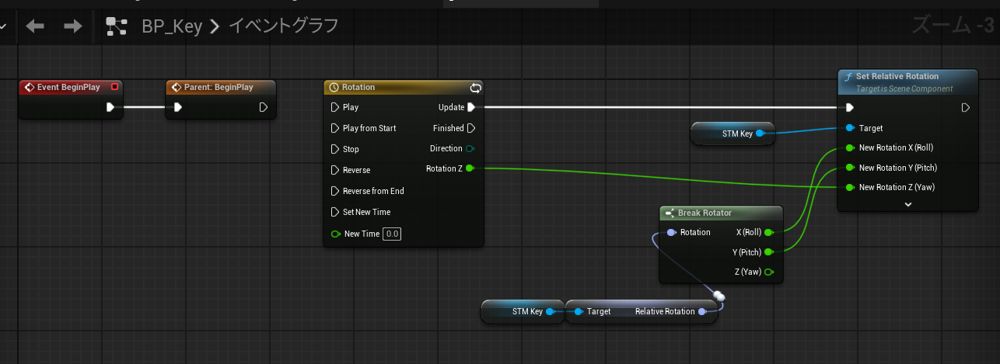 BP_Key > イベントグラフ
ズーム -3
Event BeginPlay
Parent: BeginPlay
Rotation
Play
Update
Play from Start
Finished
Stop
Direction
Reverse
Rotation Z
Reverse from End
Set New Time
New Time 0.0
Set Relative Rotation
Target is Scene Component
STM Key
Target
New Rotation X (Roll)
New Rotation Y (Pitch)
New Rotation Z (Yaw)
Break Rotator
Rotation
X (Roll)
Y (Pitch)
Z (Yaw)
STM Key
Target
Relative Rotation